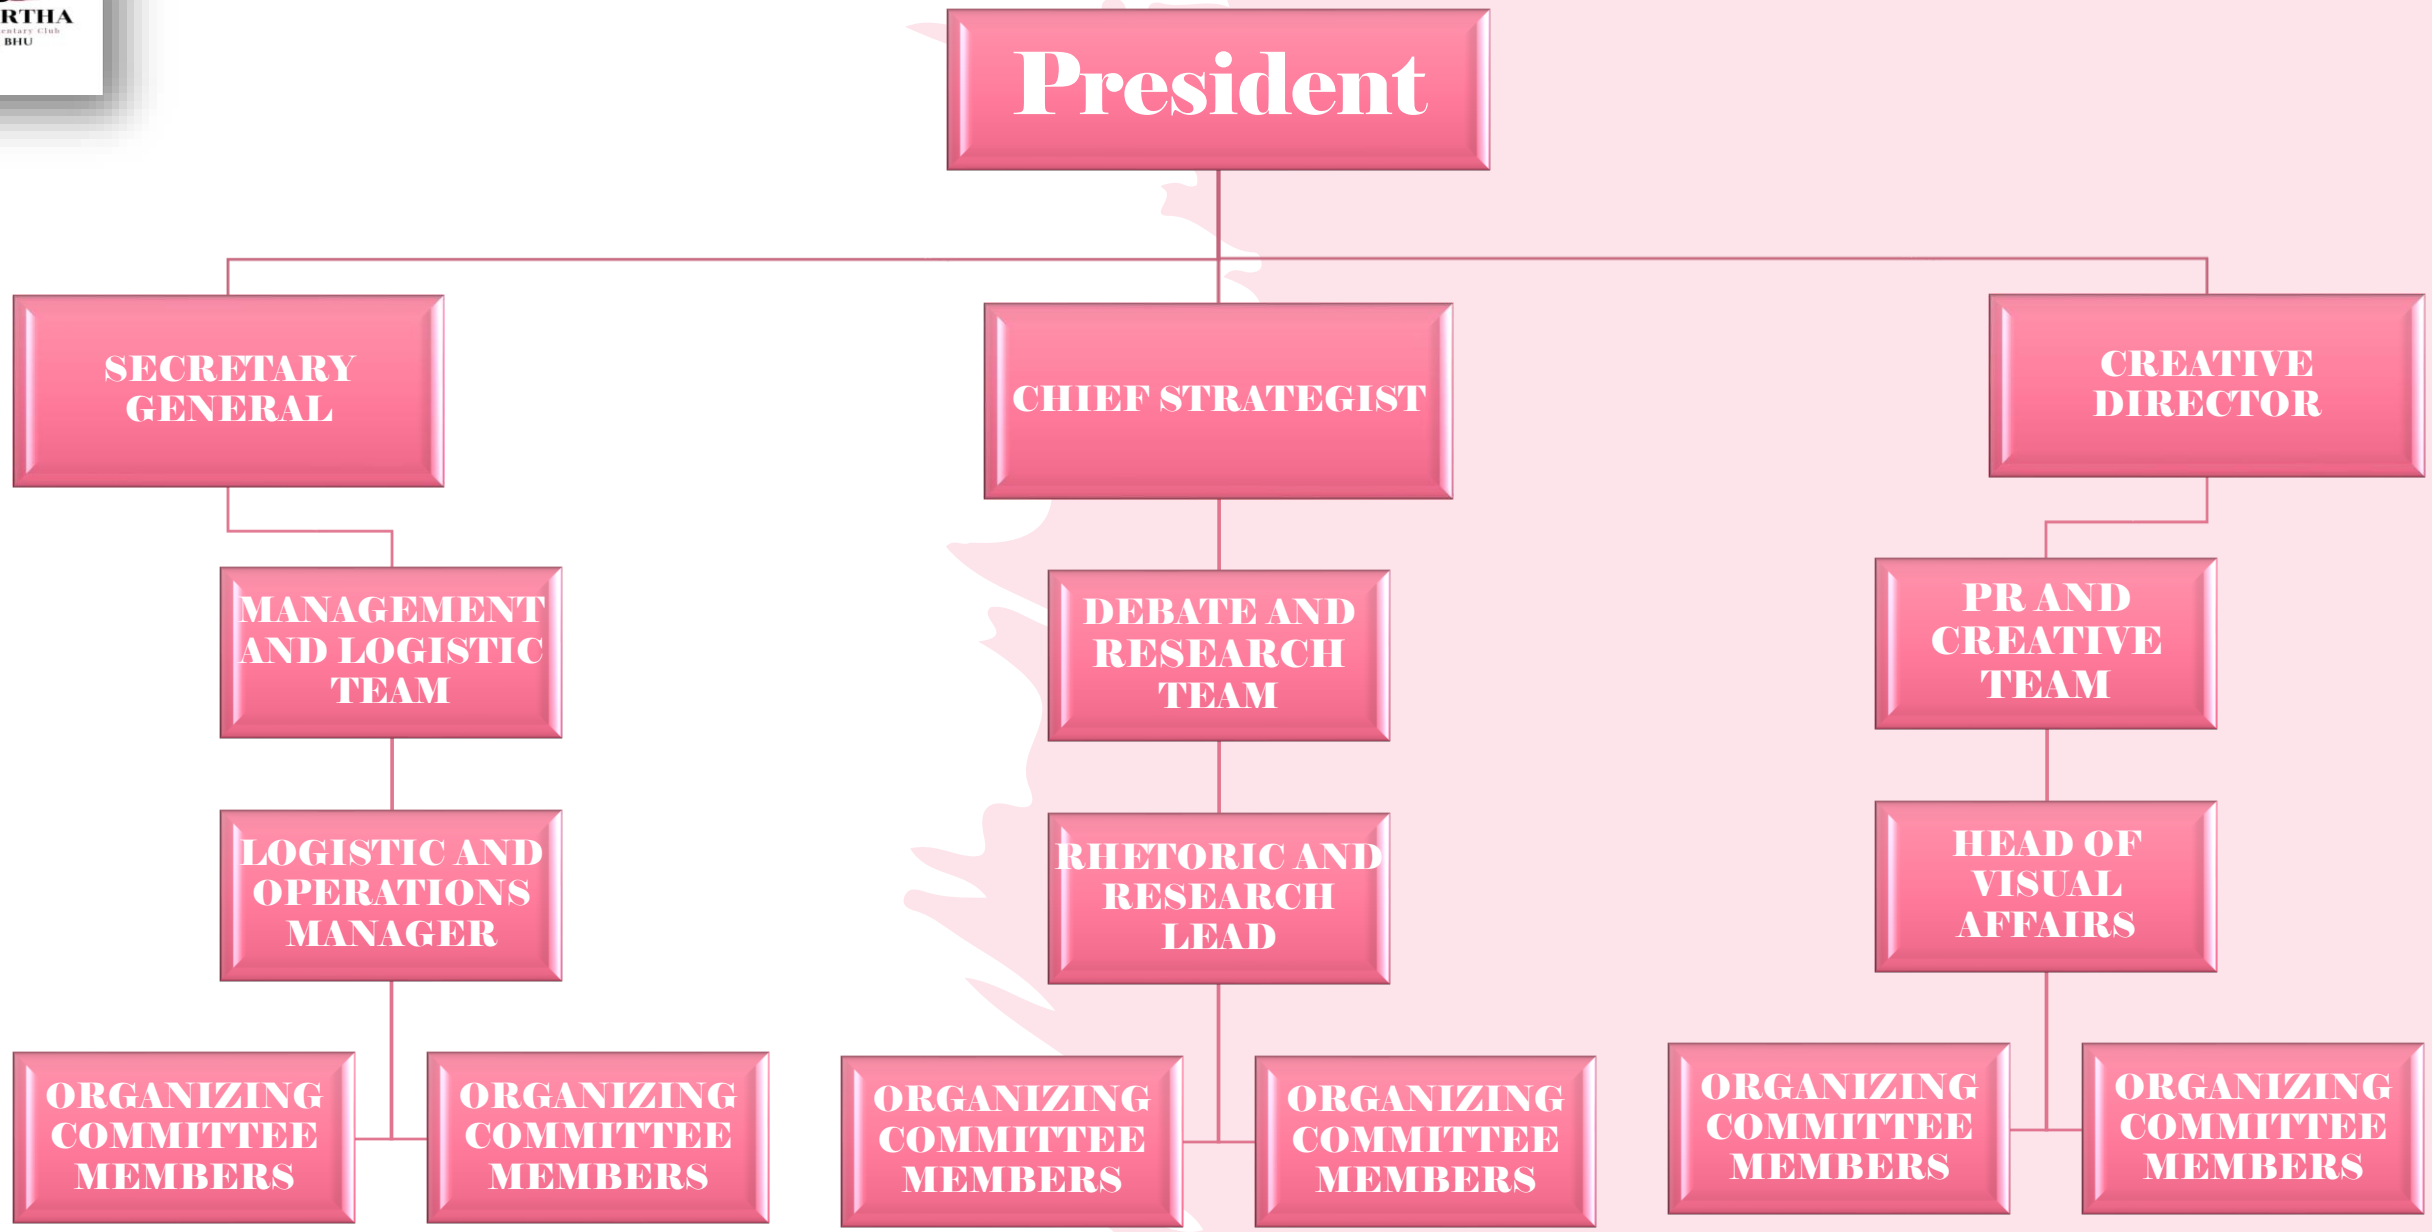 BHU
President
SECRETARY
GENERAL
CHIEF STRATEGIST
CREATIVE
DIRECTOR
MANAGEMENT
AND LOGISTIC
TEAM
DEBATE AND
RESEARCH
TEAM
PR AND
CREATIVE
TEAM
LOGISTIC AND
OPERATIONS
MANAGER
RHETORIC AND
RESEARCH
LEAD
HEAD OF
VISUAL
AFFAIRS
ORGANIZING
COMMITTEE
MEMBERS
ORGANIZING
COMMITTEE
MEMBERS
ORGANIZING
COMMITTEE
MEMBERS
ORGANIZING
COMMITTEE
MEMBERS
ORGANIZING
COMMITTEE
MEMBERS
ORGANIZING
COMMITTEE
MEMBERS